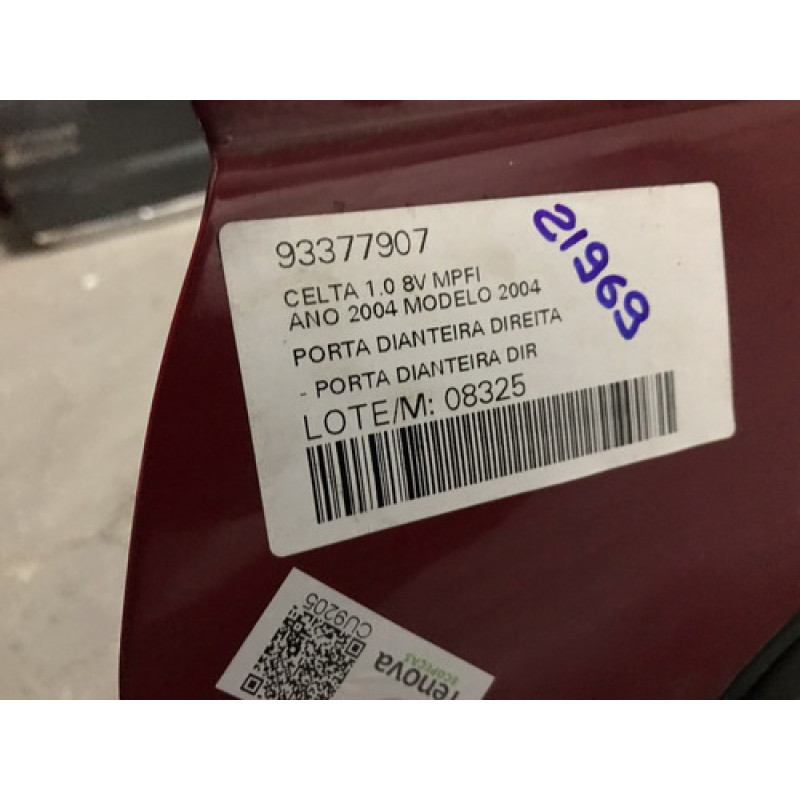 93377907
CELTA 1.0 8V MPFI
ANO 2004 MODELO 2004
PORTA DIANTEIRA DIREITA
- PORTA DIANTEIRA DIR
LOTE/M: 08325
21969
CU9205
renova
ECOPEÇAS